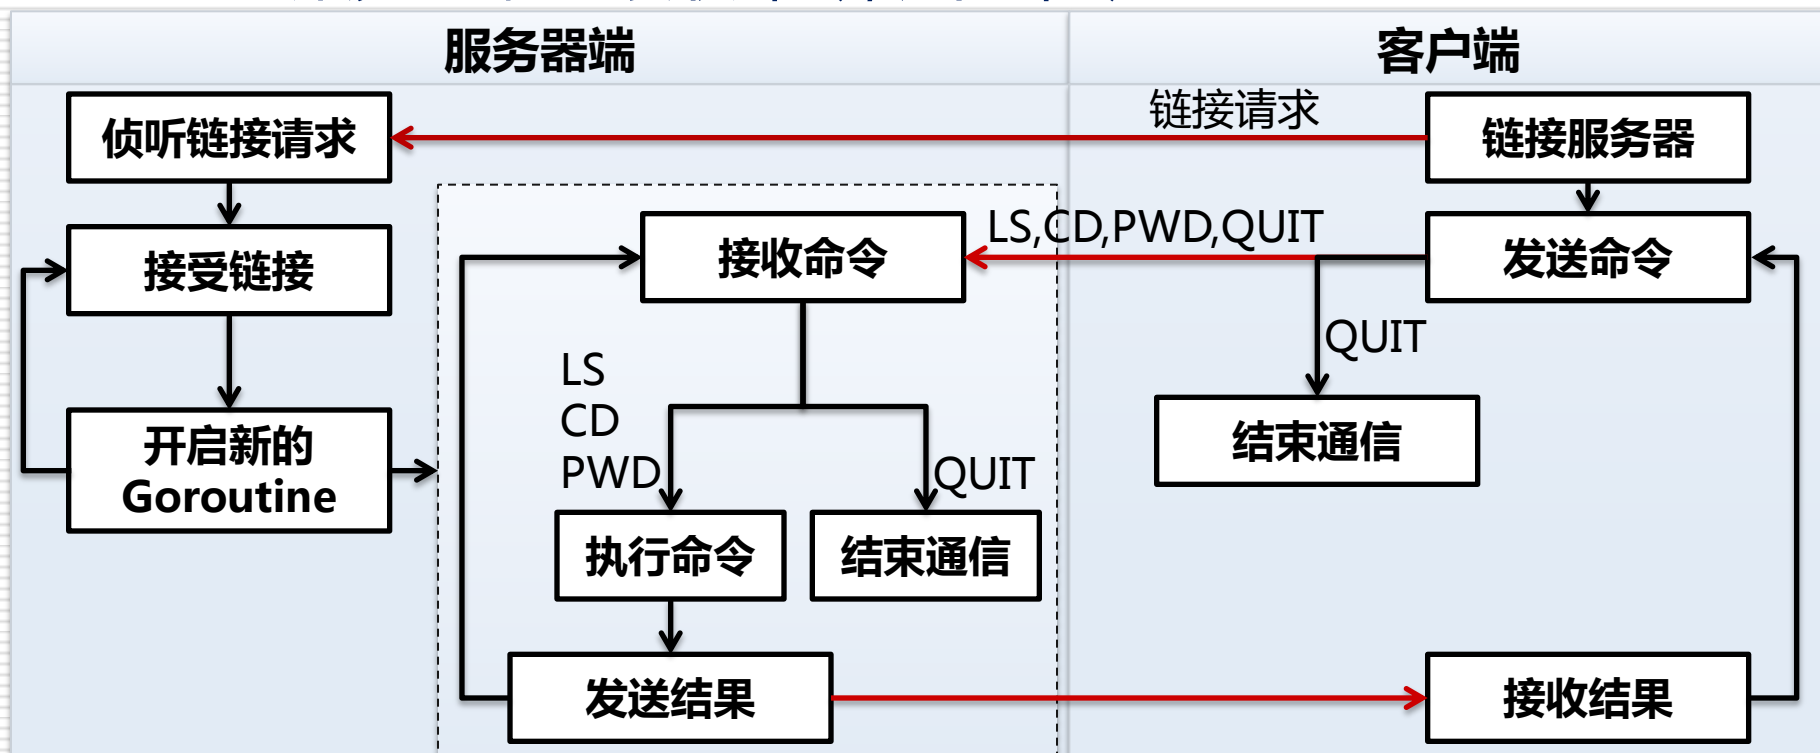 服务器端
客户端
链接请求
侦听链接请求
链接服务器
LS,CD,PWD,QUIT
接受链接
接收命令
发送命令
QUIT
LS
CD
PWD
QUIT
开启新的
Goroutine
结束通信
执行命令
结束通信
发送结果
接收结果